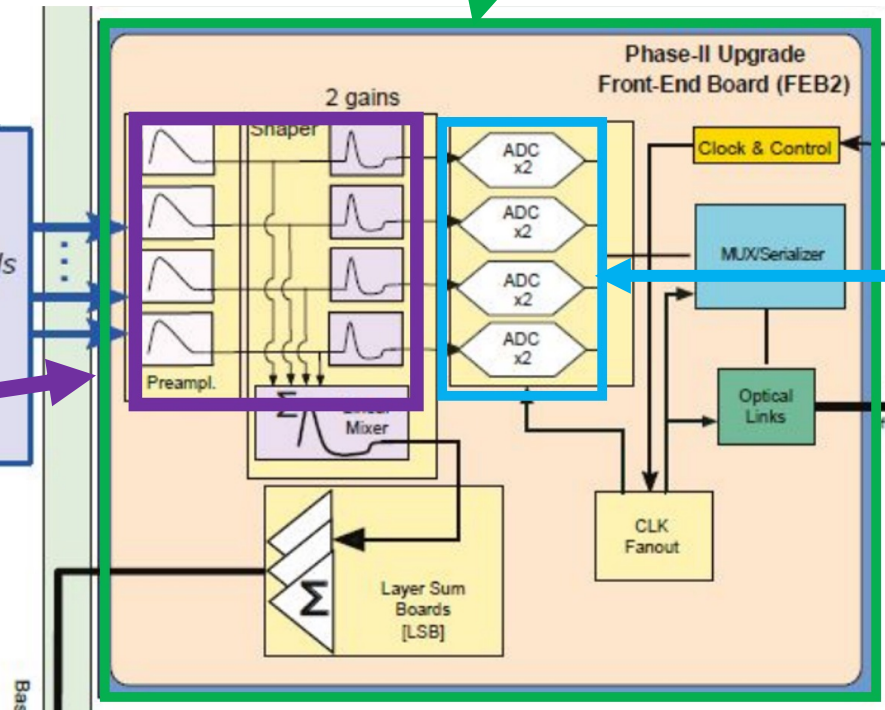 Phase-II Upgrade
Front-End Board (FEB2)
2 gains
Shaper
ADC
x2
ADC
x2
ADC
x2
ADC
x2
Clock & Control
MUX/Serializer
Preampl.
Σ
Mixer
Optical
Links
CLK
Fanout
Σ
Layer Sum
Boards
[LSB]